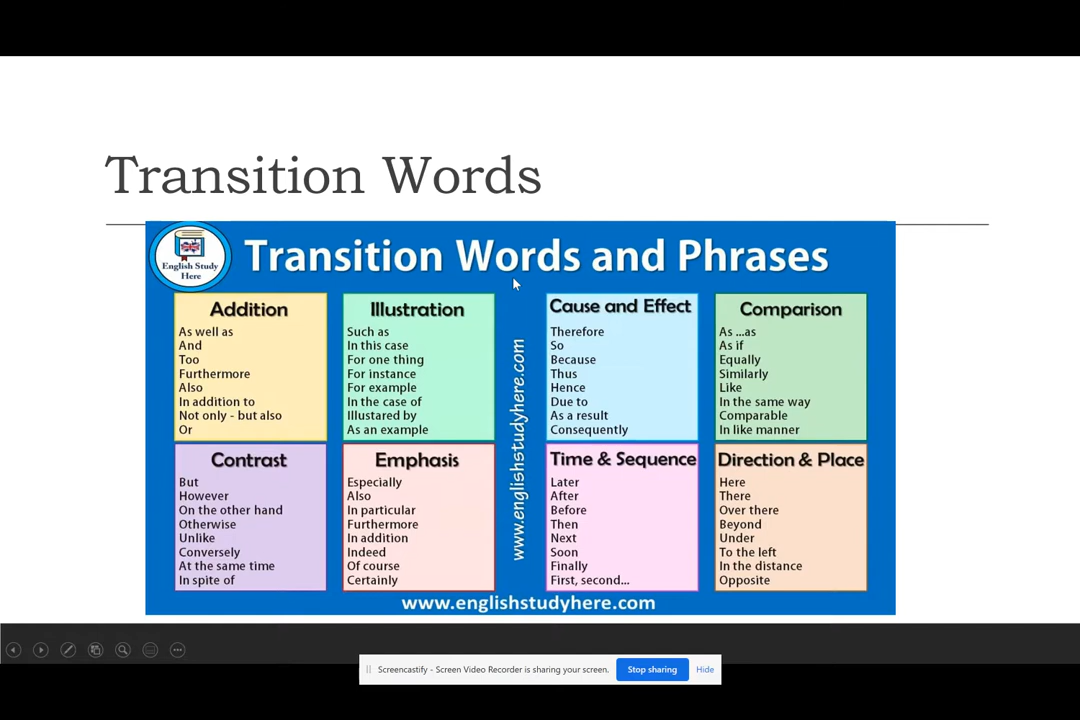 Transition Words
English Study
Here
Transition Words and Phrases
Addition
As well as
And
Too
Furthermore
Also
In addition to
Not only - but also
Or
Illustration
Such as
In this case
For one thing
For instance
For example
In the case of
Illustared by
As an example
www.englishstudyhere.com
Cause and Effect
Therefore
So
Because
Thus
Hence
Due to
As a result
Consequently
Comparison
As ...as
As if
Equally
Similarly
Like
In the same way
Comparable
In like manner
Contrast
But
However
On the other hand
Otherwise
Unlike
Conversely
At the same time
In spite of
Emphasis
Especially
Also
In particular
Furthermore
In addition
Indeed
Of course
Certainly
Time & Sequence
Later
After
Before
Then
Next
Soon
Finally
First, second...
Direction & Place
Here
There
Over there
Beyond
Under
To the left
In the distance
Opposite
www.englishstudyhere.com
Screencastify - Screen Video Recorder is sharing your screen.
Stop sharing
Hide